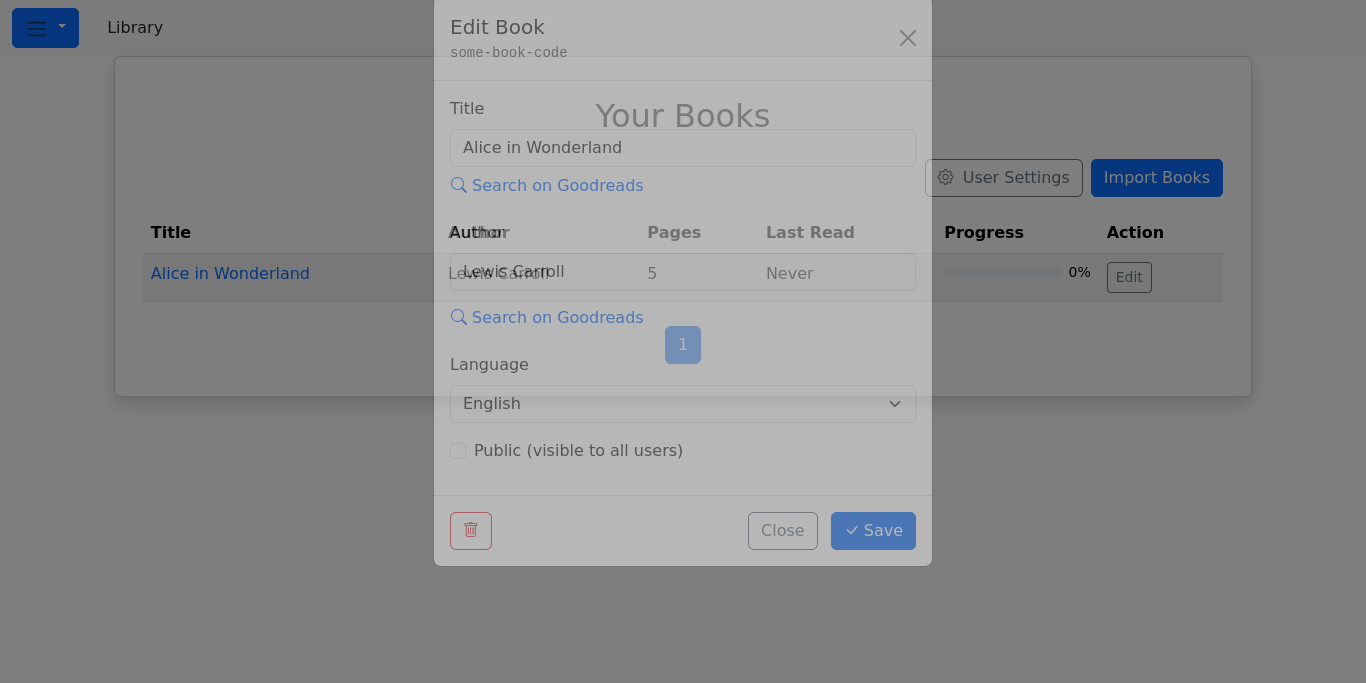 Library
Edit Book
some-book-code
Title
Your Books
Alice in Wonderland
Search on Goodreads
User Settings
Import Books
Title
Author
Author
Pages
Last Read
Progress
Action
Alice in Wonderland
Lewis Carroll
Lewis Carroll
5
Never
0%
Edit
Search on Goodreads
1
Language
English
Public (visible to all users)
Close
Save